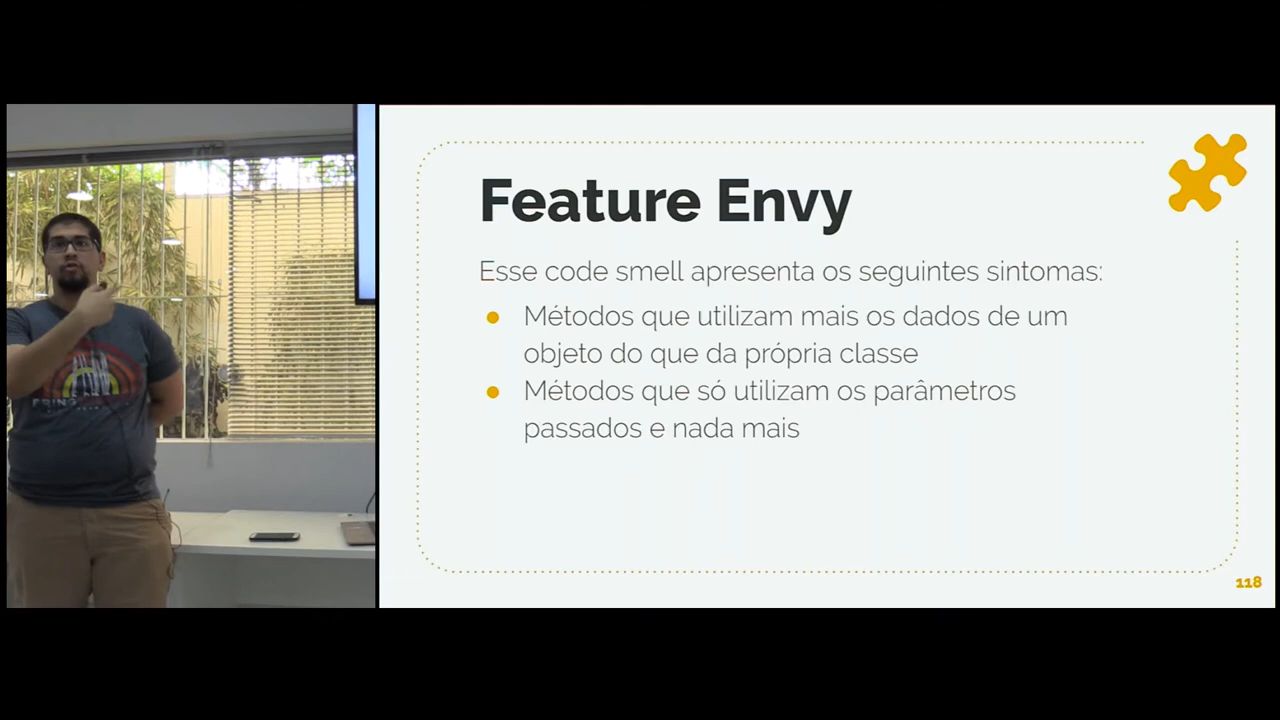 Feature Envy
Esse code smell apresenta os seguintes sintomas:
● Métodos que utilizam mais os dados de um
objeto do que da própria classe
● Métodos que só utilizam os parâmetros
passados e nada mais
118